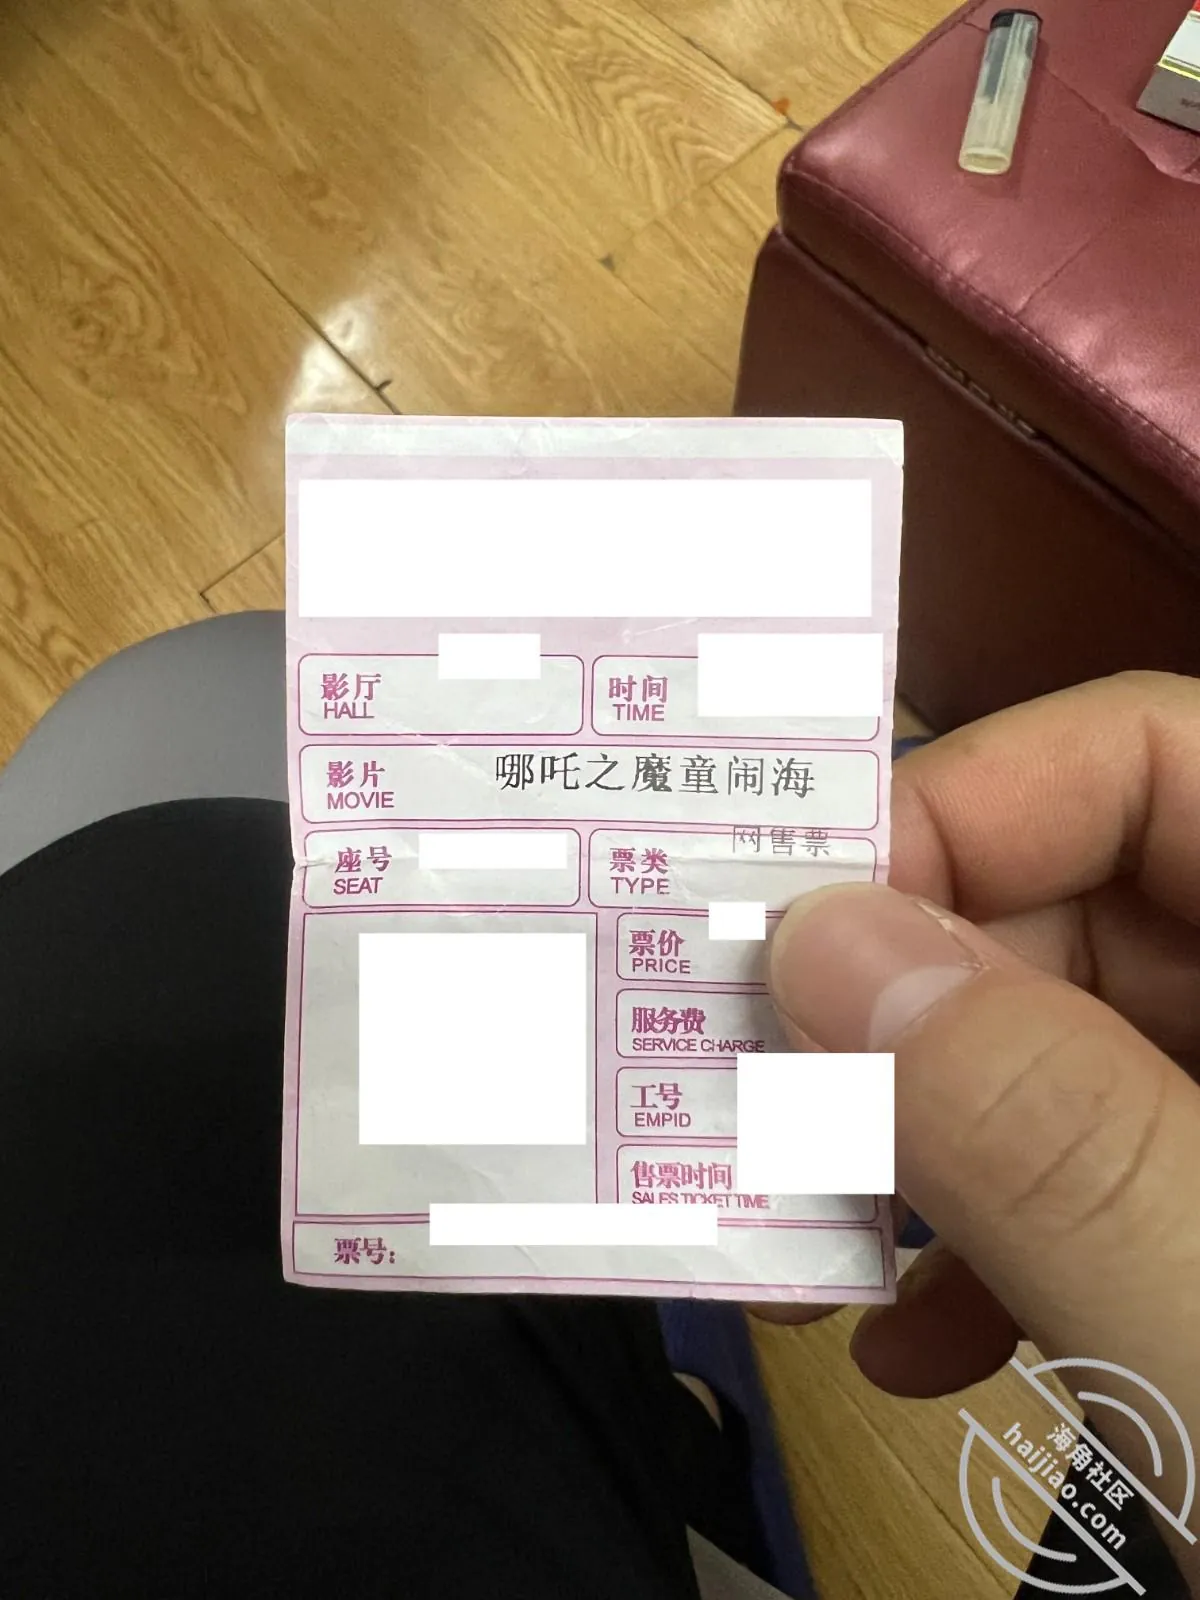 影厅
HALL
时间
TIME
影片
MOVIE
哪吒之魔童闹海
座号
SEAT
网售票
票类
TYPE
票价
PRICE
服务费
SERVICE CHARGE
工号
EMPID
售票时间
SALES TICKET TIME
票号:
海角社区
haijiao.com